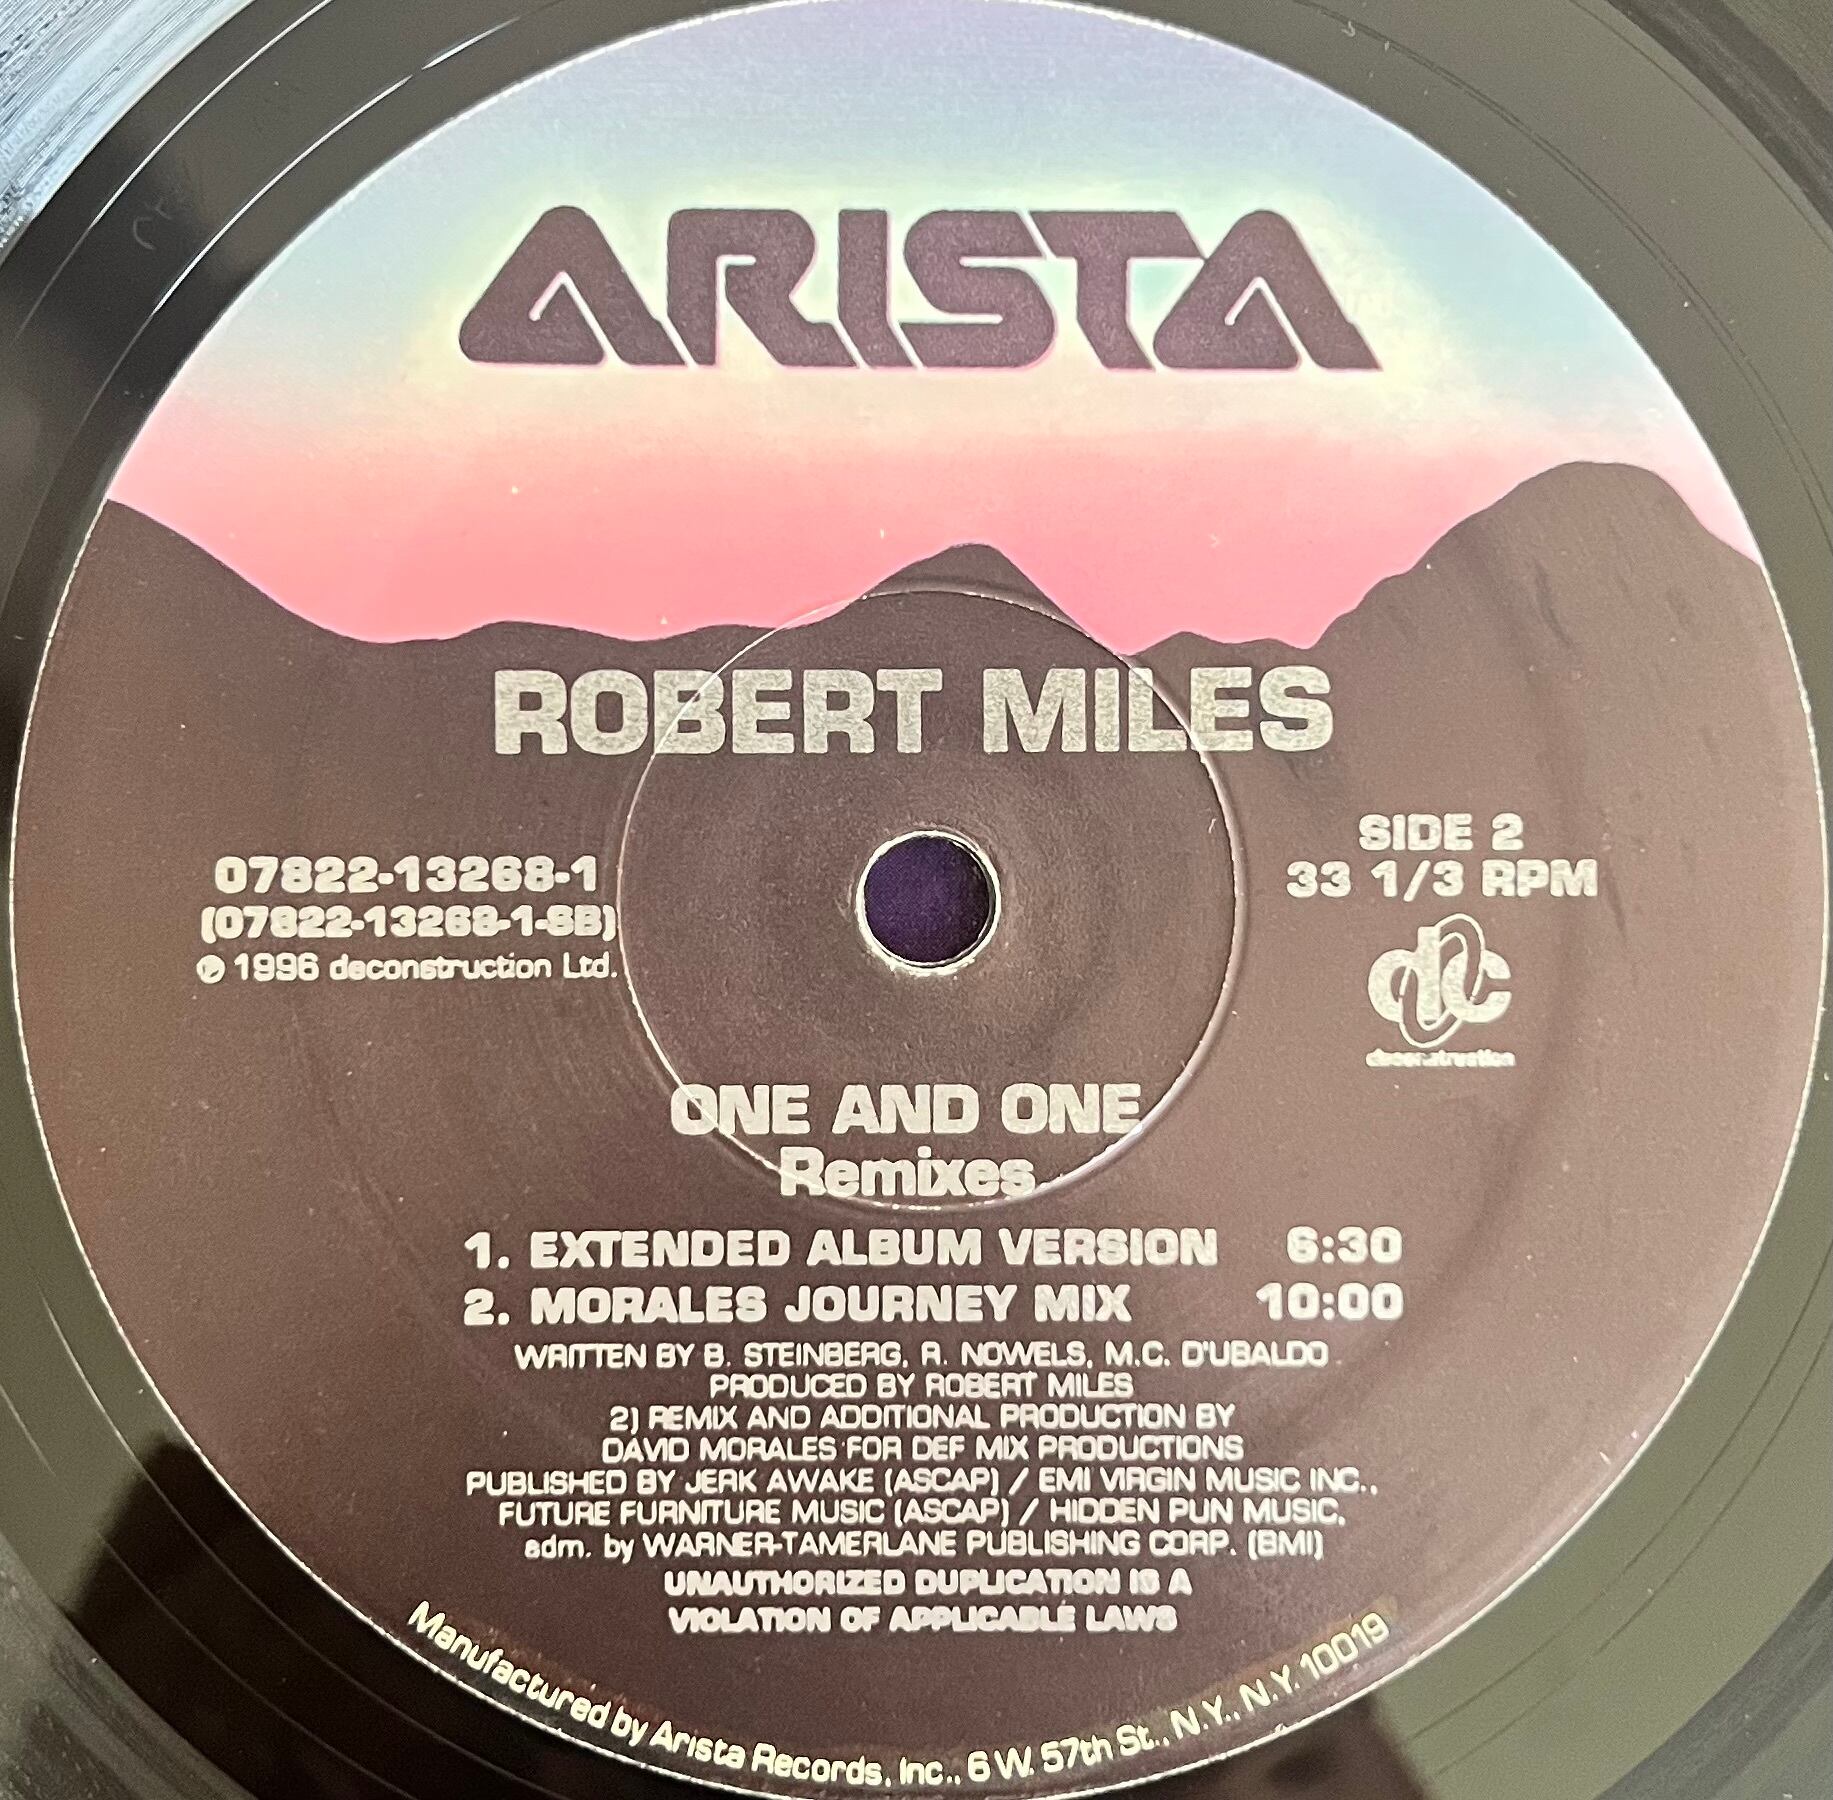 ARISTA
ROBERT MILES
07822-13268-1
(07822-13268-1-SB)
℗ 1996 deconstruction Ltd.
SIDE 2
33 1/3 RPM
dc
deconstruction
ONE AND ONE
Remixes
1. EXTENDED ALBUM VERSION 6:30
2. MORALES JOURNEY MIX 10:00
WRITTEN BY B. STEINBERG, R. NOWELS, M.C. D'UBALDO
PRODUCED BY ROBERT MILES
2) REMIX AND ADDITIONAL PRODUCTION BY
DAVID MORALES FOR DEF MIX PRODUCTIONS
PUBLISHED BY JERK AWAKE (ASCAP) / EMI VIRGIN MUSIC INC.,
FUTURE FURNITURE MUSIC (ASCAP) / HIDDEN PUN MUSIC,
adm. by WARNER-TAMERLANE PUBLISHING CORP. (BMI)
UNAUTHORIZED DUPLICATION IS A
VIOLATION OF APPLICABLE LAWS
Manufactured by Arista Records, Inc., 6 W. 57th St., N.Y., N.Y. 10019